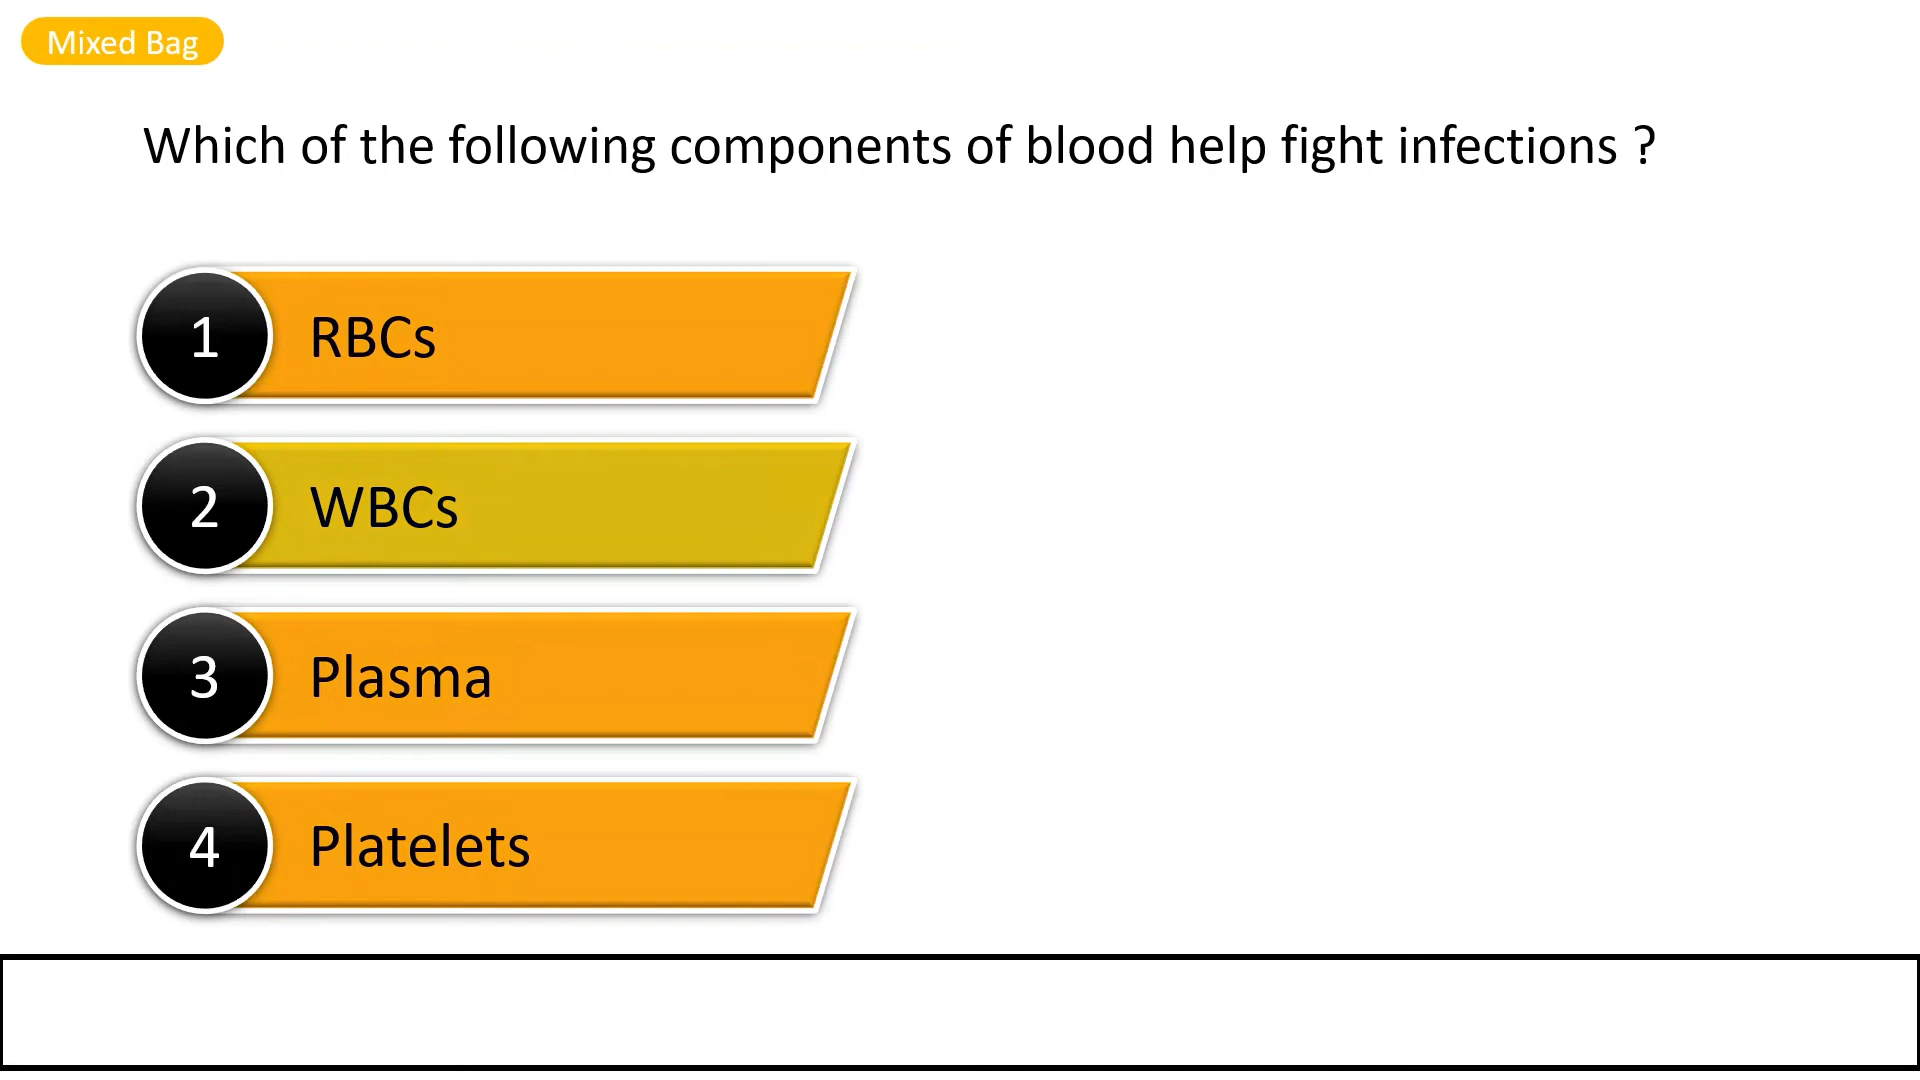 Mixed Bag
Which of the following components of blood help fight infections ?
1 RBCs
2 WBCs
3 Plasma
4 Platelets